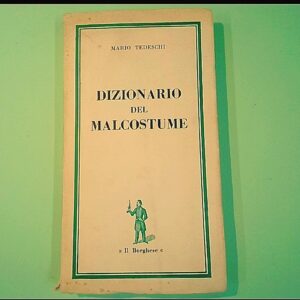 MARIO TEDESCHI
DIZIONARIO
DEL
MALCOSTUME
« Il Borghese »